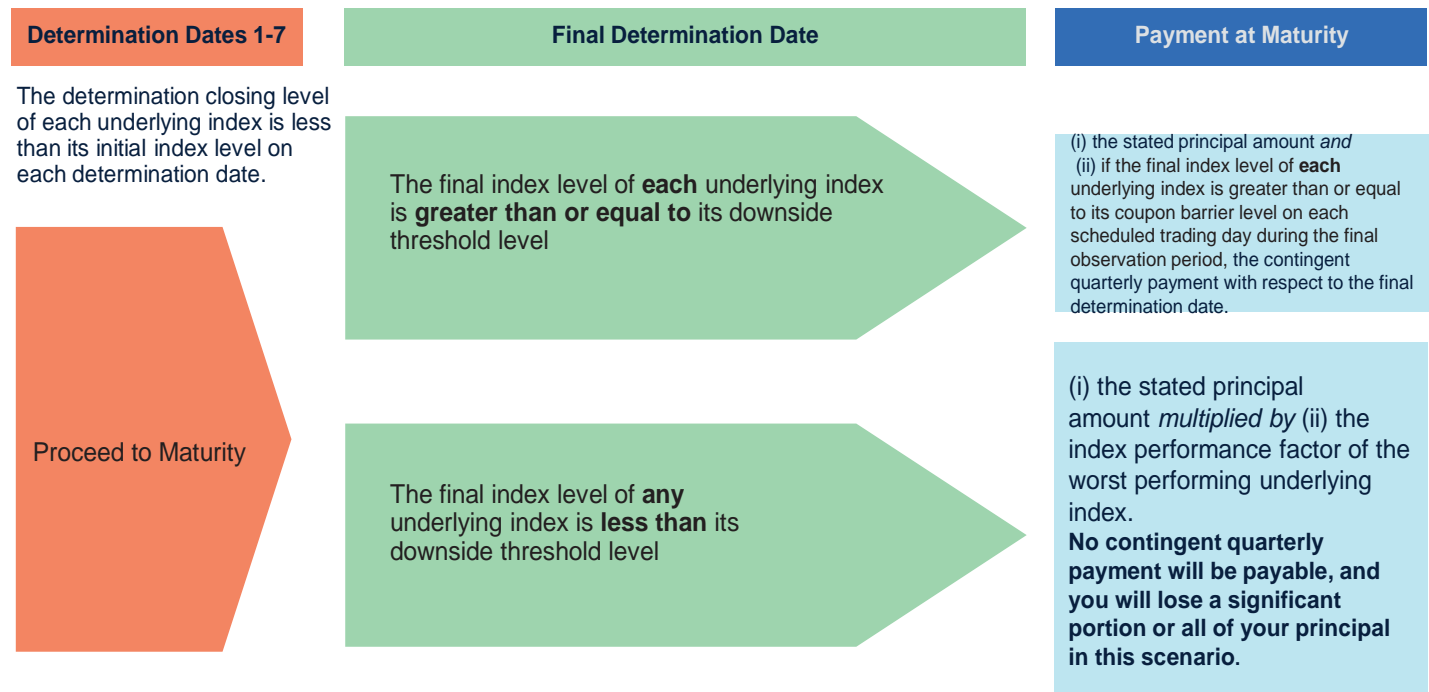 Determination Dates 1-7
Final Determination Date
Payment at Maturity
The determination closing level
of each underlying index is less
than its initial index level on
each determination date.
Proceed to Maturity
The final index level of each underlying index
is greater than or equal to its downside
threshold level
(i) the stated principal amount and
(ii) if the final index level of each
underlying index is greater than or equal
to its coupon barrier level on each
scheduled trading day during the final
observation period, the contingent
quarterly payment with respect to the final
determination date.
The final index level of any
underlying index is less than its
downside threshold level
(i) the stated principal
amount multiplied by (ii) the
index performance factor of the
worst performing underlying
index.
No contingent quarterly
payment will be payable, and
you will lose a significant
portion or all of your principal
in this scenario.